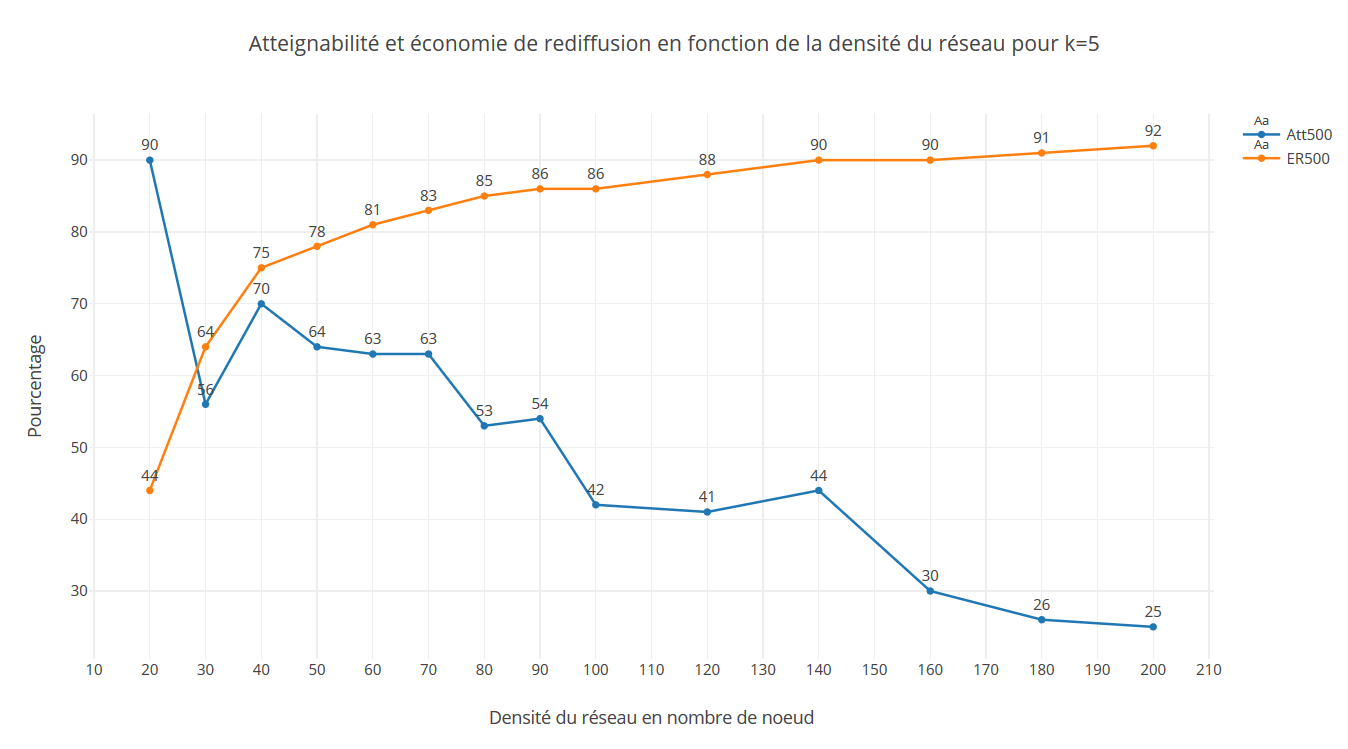 Atteignabilité et économie de rediffusion en fonction de la densité du réseau pour k=5
Aa
Att500
Aa
ER500
90
80
70
60
50
40
30
Pourcentage
90 56 70 64 63 63 53 54 42 41 44 30 26 25
44 64 75 78 81 83 85 86 86 88 90 90 91 92
10 20 30 40 50 60 70 80 90 100 110 120 130 140 150 160 170 180 190 200 210
Densité du réseau en nombre de noeud